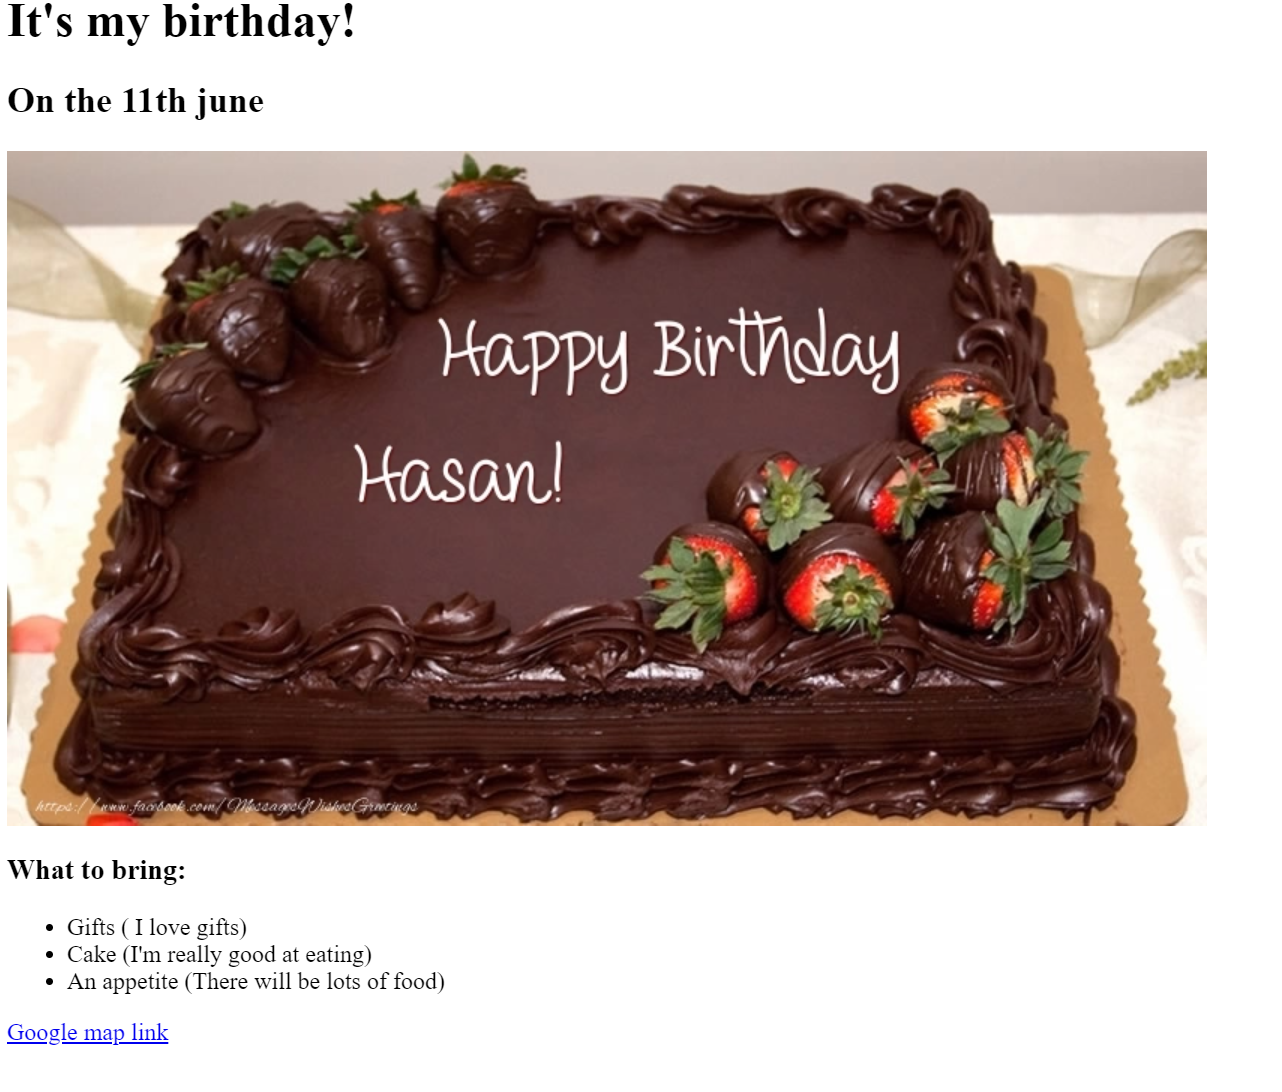 It's my birthday!
On the 11th june
Happy Birthday
Hasan!
https://www.facebook.com/MessagesWishesGreetings
What to bring:
Gifts ( I love gifts)
Cake (I'm really good at eating)
An appetite (There will be lots of food)
Google map link